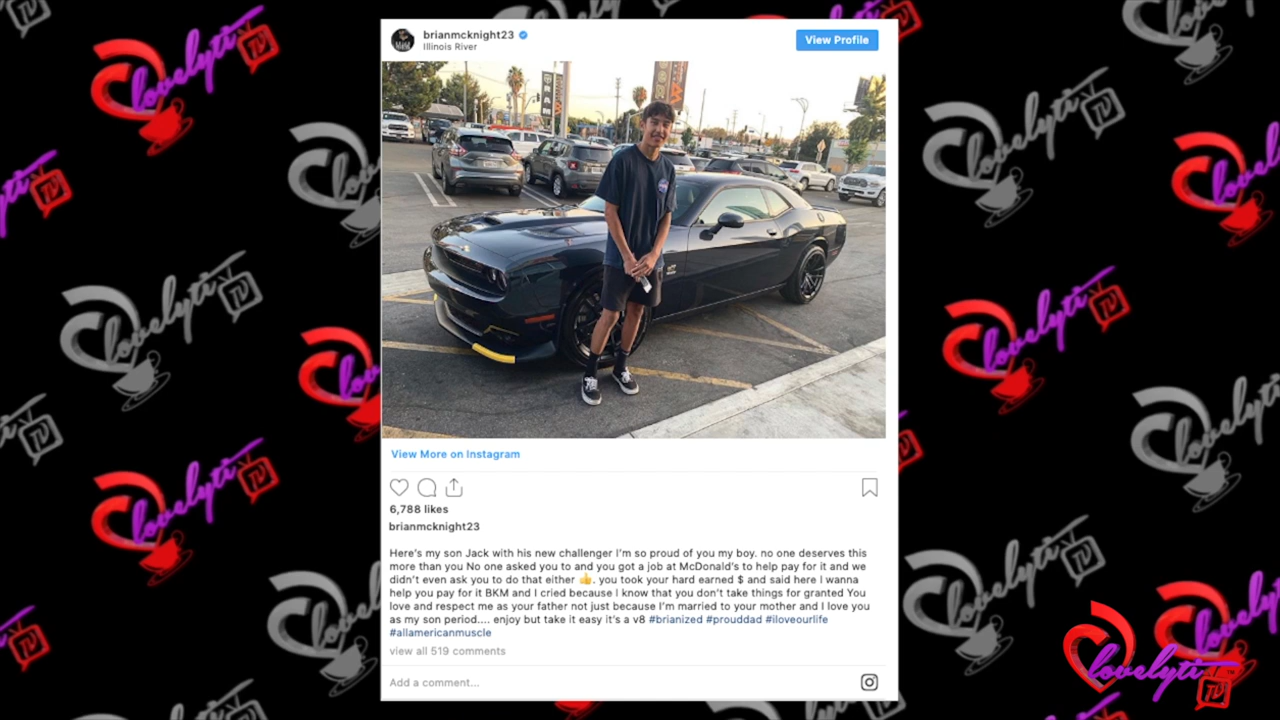 brianmcknight23
Illinois River
View Profile
View More on Instagram
6,788 likes
brianmcknight23
Here's my son Jack with his new challenger I'm so proud of you my boy. no one deserves this
more than you No one asked you to and you got a job at McDonald's to help pay for it and we
didn't even ask you to do that either 👍. you took your hard earned $ and said here I wanna
help you pay for it BKM and I cried because I know that you don't take things for granted You
love and respect me as your father not just because I'm married to your mother and I love you
as my son period.... enjoy but take it easy it's a v8 #brianized #prouddad #iloveourlife
#allamericanmuscle
view all 519 comments
Add a comment...
lovelyti
TV